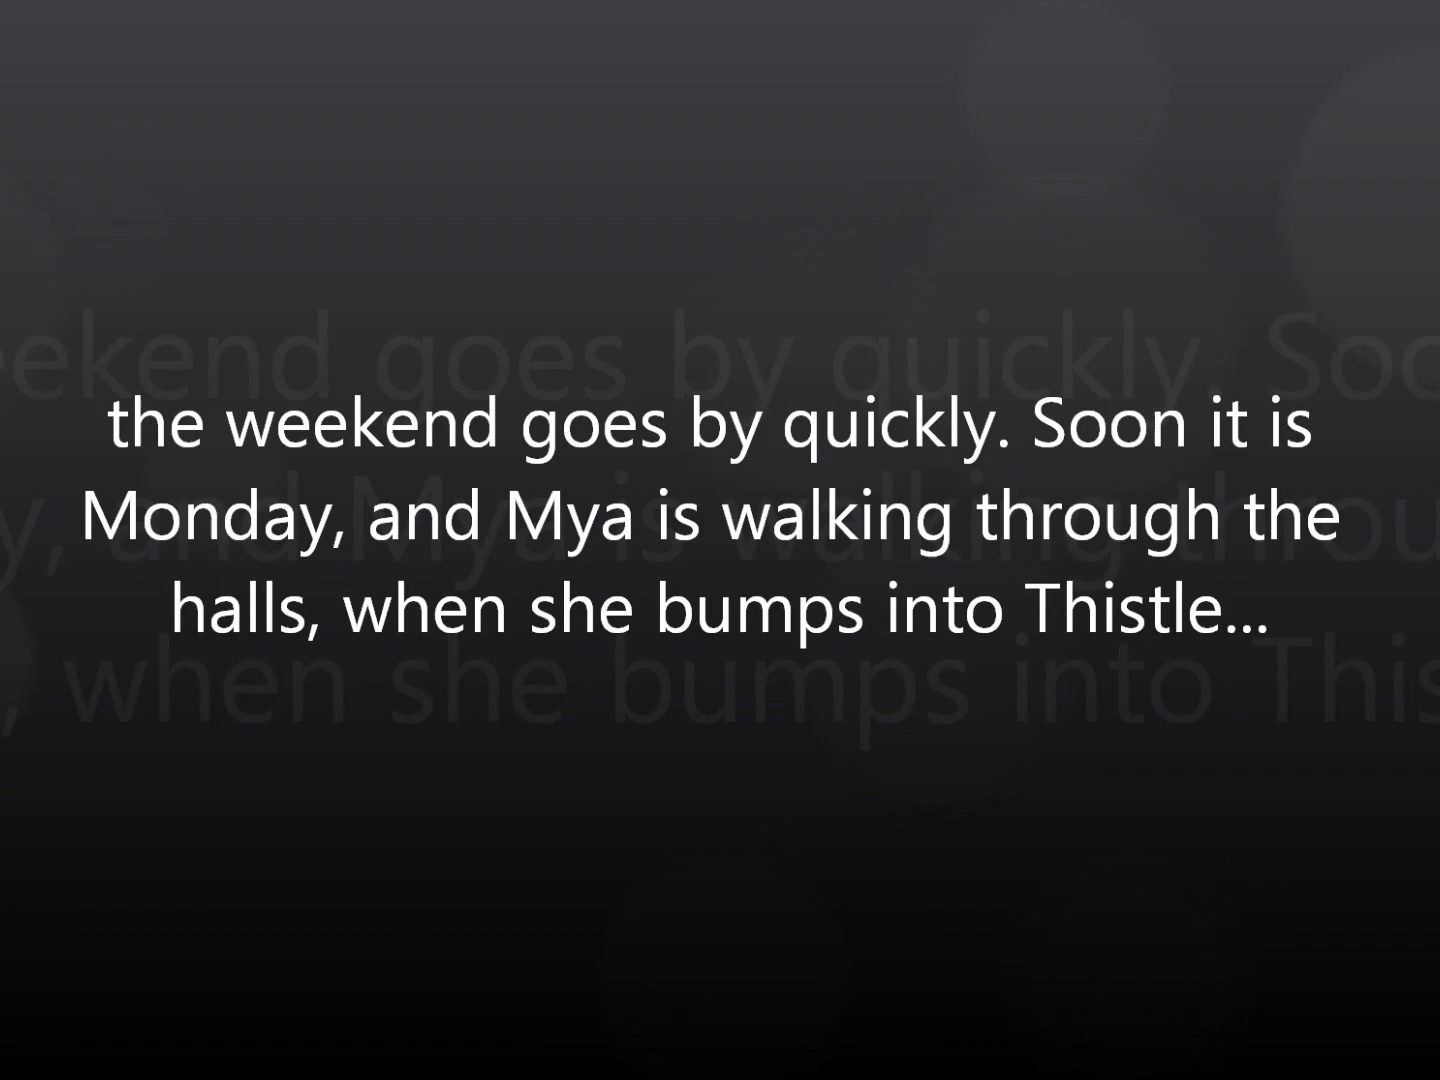 the weekend goes by quickly. Soon it is
Monday, and Mya is walking through the
halls, when she bumps into Thistle...